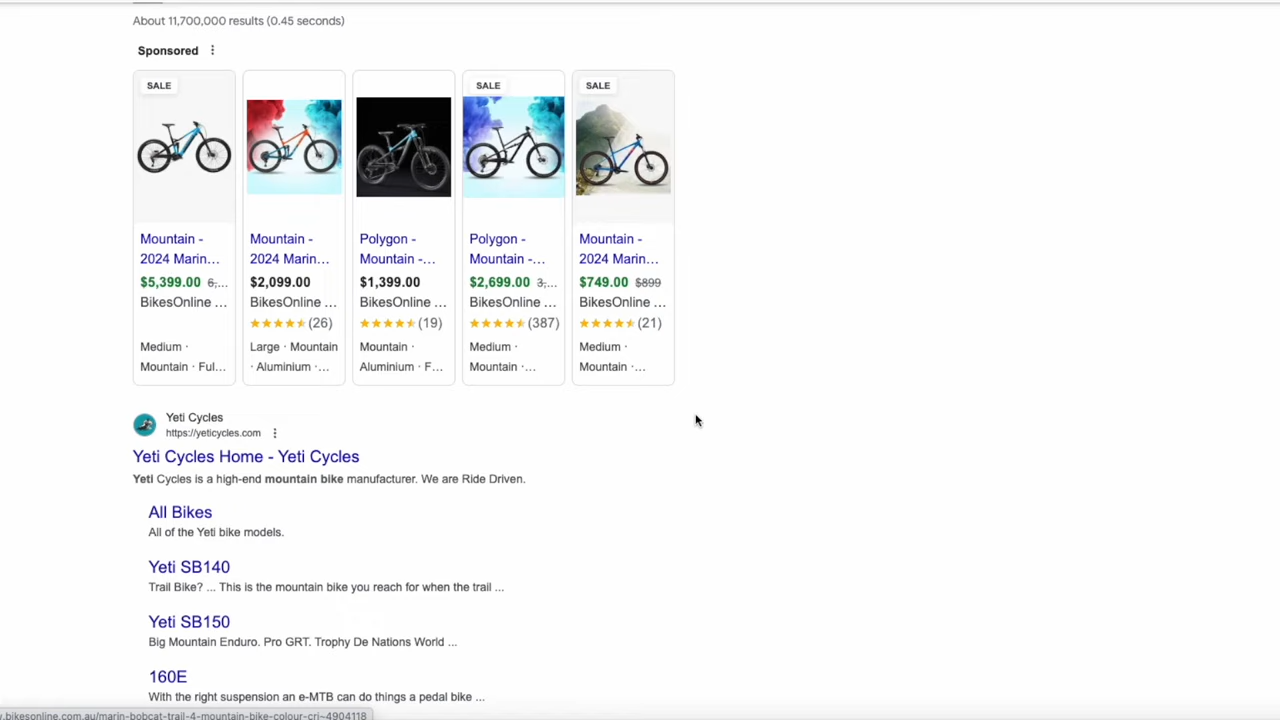 About 11,700,000 results (0.45 seconds)
Sponsored
SALE
Mountain -
2024 Marin...
$5,399.00 6,...
BikesOnline ...
Medium ·
Mountain · Ful...
Mountain -
2024 Marin...
$2,099.00
BikesOnline ...
(26)
Large · Mountain
· Aluminium ·...
Polygon -
Mountain -...
$1,399.00
BikesOnline ...
(19)
Mountain ·
Aluminium · F...
SALE
Polygon -
Mountain -...
$2,699.00 3,...
BikesOnline ...
(387)
Medium ·
Mountain ·...
SALE
Mountain -
2024 Marin...
$749.00 $899
BikesOnline ...
(21)
Medium ·
Mountain ·...
Yeti Cycles
https://yeticycles.com
Yeti Cycles Home - Yeti Cycles
Yeti Cycles is a high-end mountain bike manufacturer. We are Ride Driven.
All Bikes
All of the Yeti bike models.
Yeti SB140
Trail Bike? ... This is the mountain bike you reach for when the trail ...
Yeti SB150
Big Mountain Enduro. Pro GRT. Trophy De Nations World ...
160E
With the right suspension an e-MTB can do things a pedal bike ...
.bikesonline.com.au/marin-bobcat-trail-4-mountain-bike-colour-cri~4904118